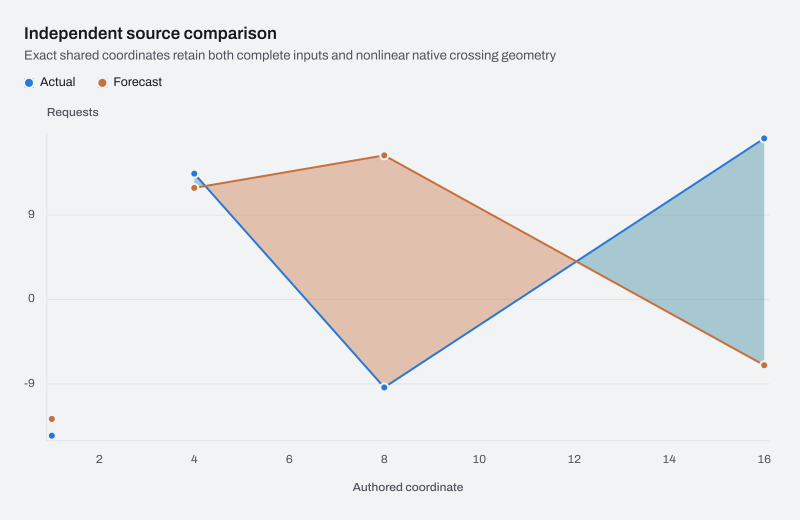 Independent source comparison
Exact shared coordinates retain both complete inputs and nonlinear native crossing geometry
Actual Forecast
Requests
9
0
-9
2 4 6 8 10 12 14 16
Authored coordinate